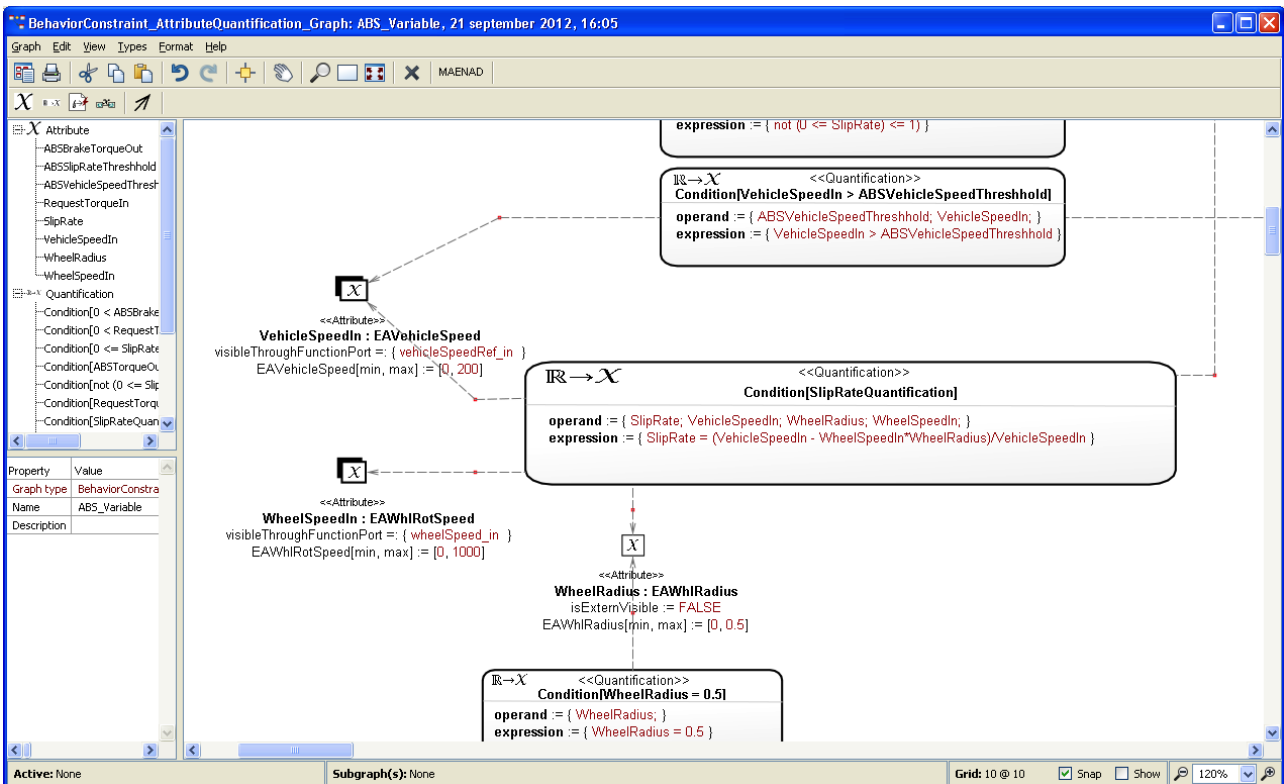 BehaviorConstraint_AttributeQuantification_Graph: ABS_Variable, 21 september 2012, 16:05
Graph Edit View Types Format Help
MAENAD
X Attribute
ABSBrakeTorqueOut
ABSSlipRateThreshhold
ABSVehicleSpeedThresh
RequestTorqueIn
SlipRate
VehicleSpeedIn
WheelRadius
WheelSpeedIn
Quantification
Condition[0 < ABSBrake
Condition[0 < RequestT
Condition[0 <= SlipRate
Condition[ABSTorqueOu
Condition[not (0 <= Slip
Condition[RequestTorqu
Condition[SlipRateQuan
Property Value
Graph type BehaviorConstra
Name ABS_Variable
Description
expression := { not (0 <= SlipRate) <= 1) }
ℝ→X <<Quantification>>
Condition[VehicleSpeedIn > ABSVehicleSpeedThreshhold]
operand := { ABSVehicleSpeedThreshhold; VehicleSpeedIn; }
expression := { VehicleSpeedIn > ABSVehicleSpeedThreshhold }
X
<<Attribute>>
VehicleSpeedIn : EAVehicleSpeed
visibleThroughFunctionPort =: { vehicleSpeedRef_in }
EAVehicleSpeed[min, max] := [0, 200]
ℝ→X <<Quantification>>
Condition[SlipRateQuantification]
operand := { SlipRate; VehicleSpeedIn; WheelRadius; WheelSpeedIn; }
expression := { SlipRate = (VehicleSpeedIn - WheelSpeedIn*WheelRadius)/VehicleSpeedIn }
X
<<Attribute>>
WheelSpeedIn : EAWhlRotSpeed
visibleThroughFunctionPort =: { wheelSpeed_in }
EAWhlRotSpeed[min, max] := [0, 1000]
X
<<Attribute>>
WheelRadius : EAWhlRadius
isExternVisible := FALSE
EAWhlRadius[min, max] := [0, 0.5]
ℝ→X <<Quantification>>
Condition[WheelRadius = 0.5]
operand := { WheelRadius; }
expression := { WheelRadius = 0.5 }
Active: None Subgraph(s): None Grid: 10 @ 10 Snap Show 120%